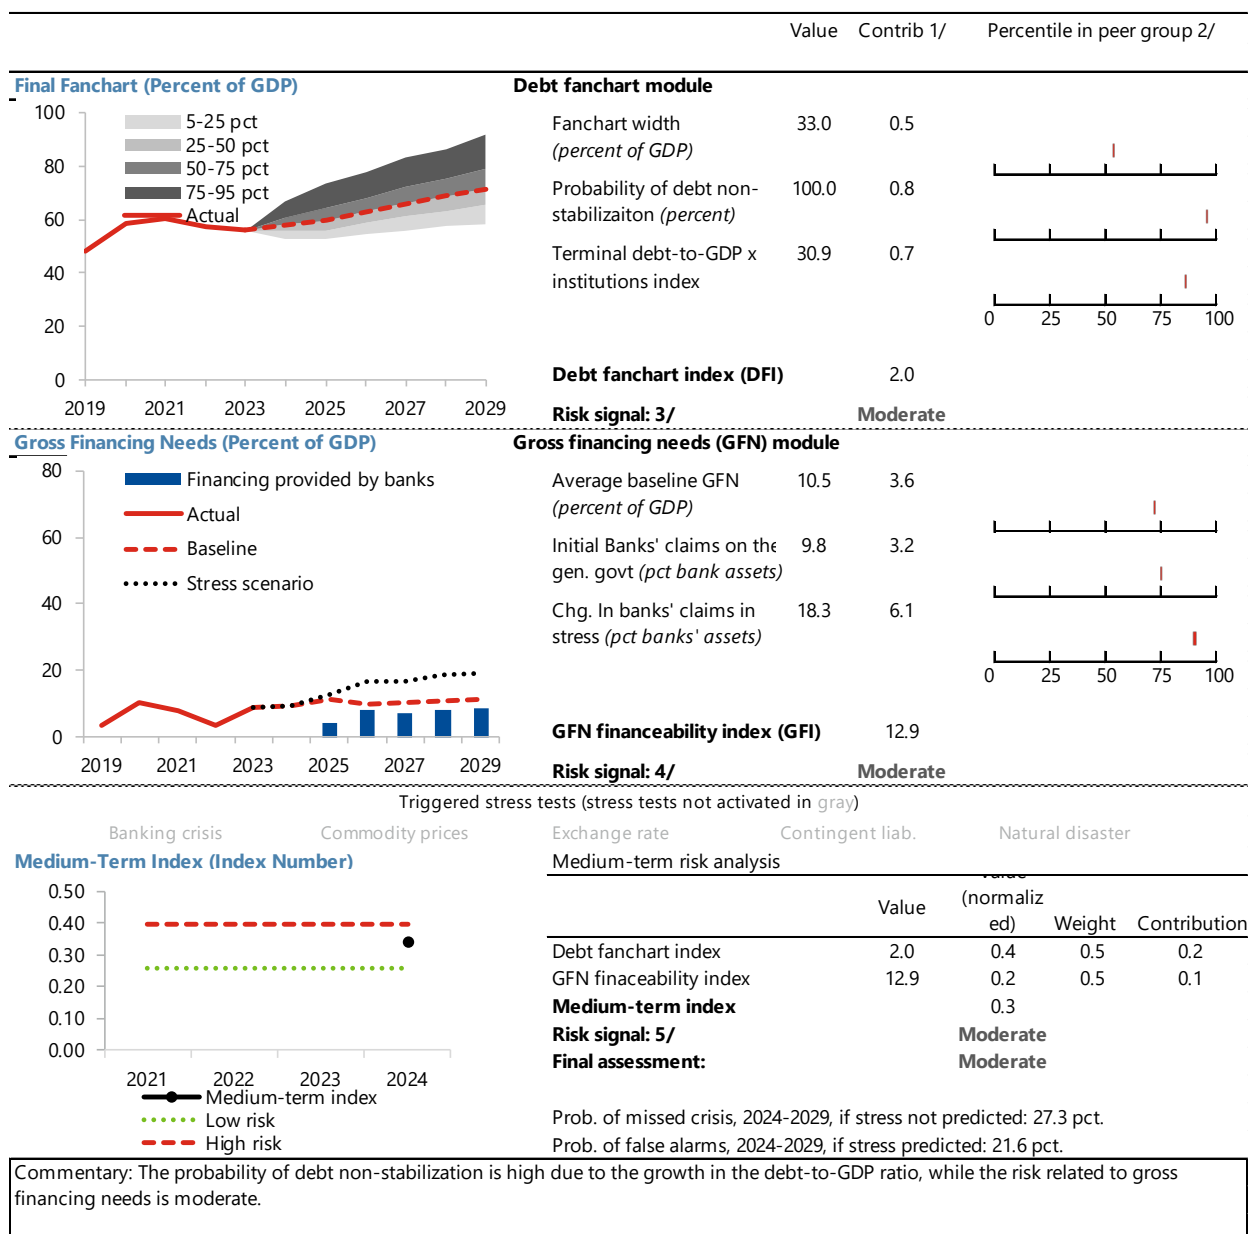 Value Contrib 1/ Percentile in peer group 2/
Final Fanchart (Percent of GDP)
100
80
60
40
20
0
5-25 pct
25-50 pct
50-75 pct
75-95 pct
Actual
2019 2021 2023 2025 2027 2029
Debt fanchart module
Fanchart width 33.0 0.5
(percent of GDP)
Probability of debt non- 100.0 0.8
stabilizaiton (percent)
Terminal debt-to-GDP x 30.9 0.7
institutions index
0 25 50 75 100
Debt fanchart index (DFI) 2.0
Risk signal: 3/ Moderate
Gross Financing Needs (Percent of GDP)
80
60
40
20
0
Financing provided by banks
Actual
Baseline
Stress scenario
2019 2021 2023 2025 2027 2029
Gross financing needs (GFN) module
Average baseline GFN 10.5 3.6
(percent of GDP)
Initial Banks' claims on the 9.8 3.2
gen. govt (pct bank assets)
Chg. In banks' claims in 18.3 6.1
stress (pct banks' assets)
0 25 50 75 100
GFN financeability index (GFI) 12.9
Risk signal: 4/ Moderate
Triggered stress tests (stress tests not activated in gray)
Banking crisis Commodity prices Exchange rate Contingent liab. Natural disaster
Medium-Term Index (Index Number)
0.50
0.40
0.30
0.20
0.10
0.00
2021 2022 2023 2024
Medium-term index
Low risk
High risk
Medium-term risk analysis
Value (normaliz
ed) Weight Contribution
Debt fanchart index 2.0 0.4 0.5 0.2
GFN finaceability index 12.9 0.2 0.5 0.1
Medium-term index 0.3
Risk signal: 5/ Moderate
Final assessment: Moderate
Prob. of missed crisis, 2024-2029, if stress not predicted: 27.3 pct.
Prob. of false alarms, 2024-2029, if stress predicted: 21.6 pct.
Commentary: The probability of debt non-stabilization is high due to the growth in the debt-to-GDP ratio, while the risk related to gross
financing needs is moderate.